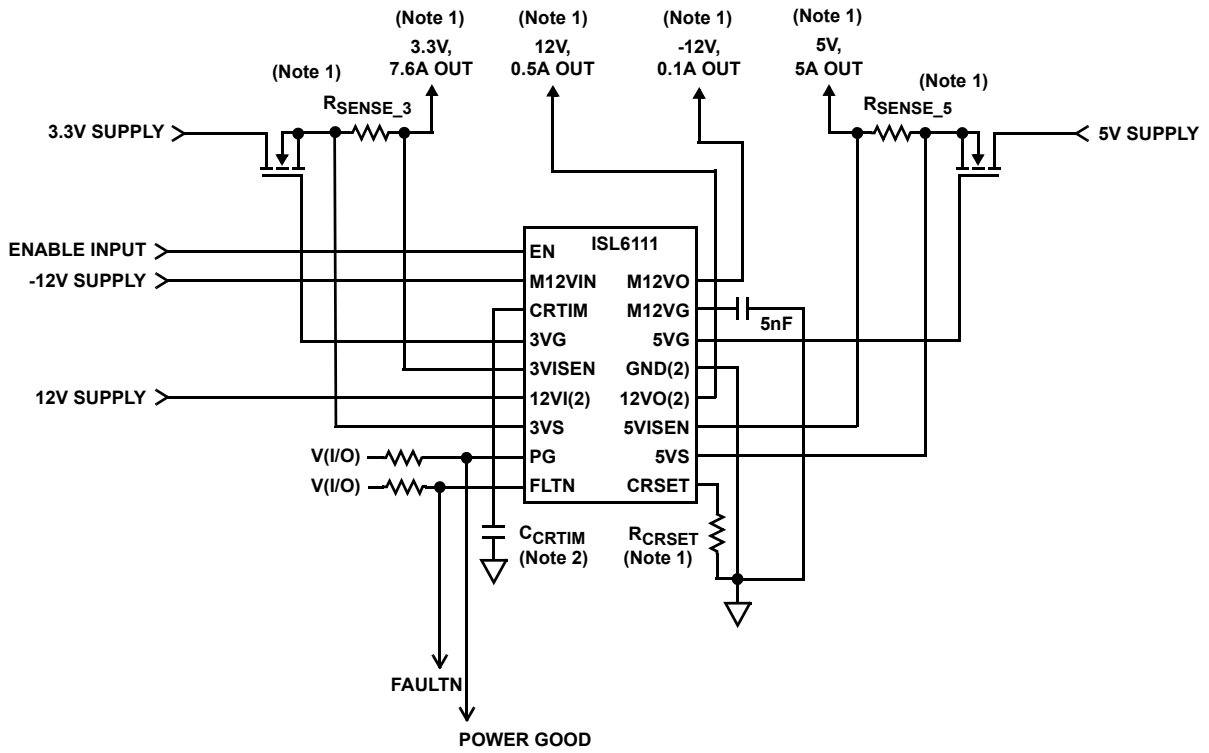 (Note 1)
3.3V,
7.6A OUT
(Note 1)
12V,
0.5A OUT
(Note 1)
-12V,
0.1A OUT
(Note 1)
5V,
5A OUT
(Note 1)
RSENSE_3
(Note 1)
RSENSE_5
3.3V SUPPLY
5V SUPPLY
ENABLE INPUT
-12V SUPPLY
12V SUPPLY
ISL6111
EN
M12VIN
CRTIM
3VG
3VISEN
12VI(2)
3VS
PG
FLTN
M12VO
M12VG
5VG
GND(2)
12VO(2)
5VISEN
5VS
CRSET
5nF
V(I/O)
V(I/O)
CCRTIM
(Note 2)
RCRSET
(Note 1)
FAULTN
POWER GOOD